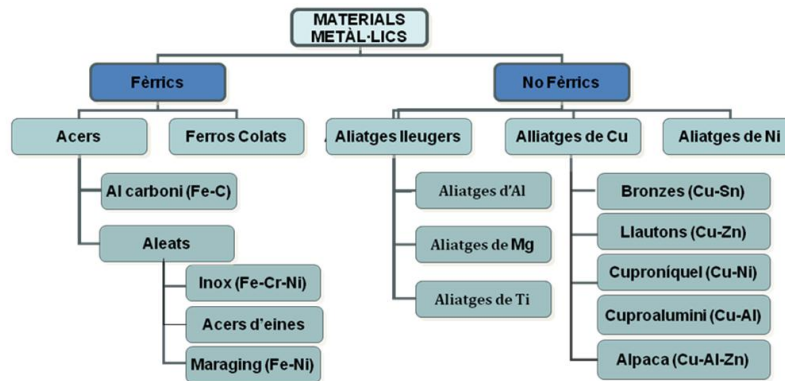 MATERIALS
METÀL·LICS
Fèrrics
No Fèrrics
Acers
Ferros Colats
Aliatges lleugers
Alliatges de Cu
Aliatges de Ni
Al carboni (Fe-C)
Aleats
Inox (Fe-Cr-Ni)
Acers d'eines
Maraging (Fe-Ni)
Aliatges d'Al
Aliatges de Mg
Aliatges de Ti
Bronzes (Cu-Sn)
Llautons (Cu-Zn)
Cuproníquel (Cu-Ni)
Cuproalumini (Cu-Al)
Alpaca (Cu-Al-Zn)